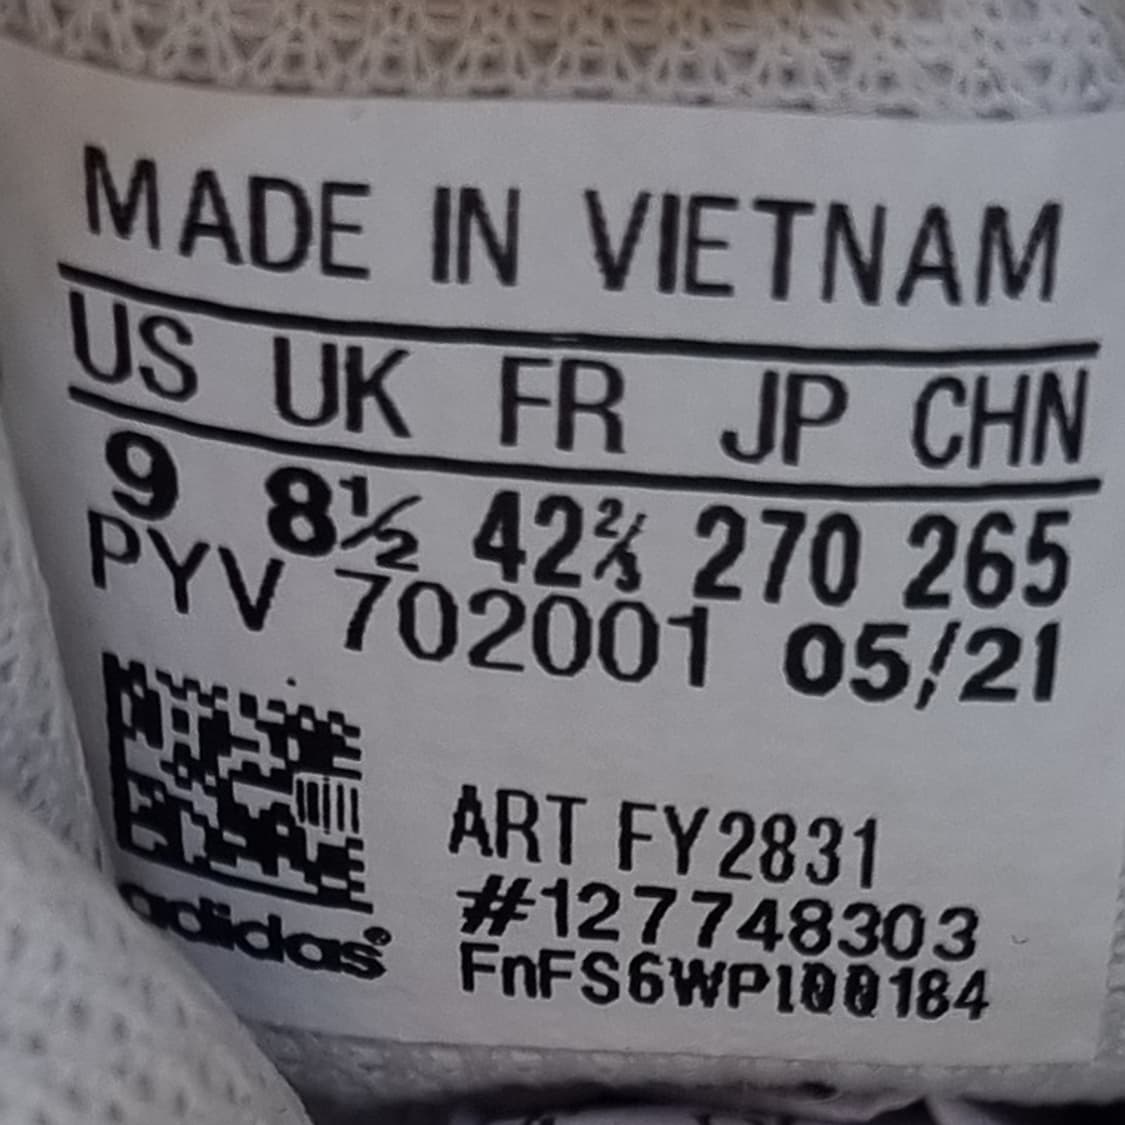 MADE IN VIETNAM
US UK FR JP CHN
9 8½ 42⅔ 270 265
PYV 702001 05/21
ART FY2831
#127748303
adidas®